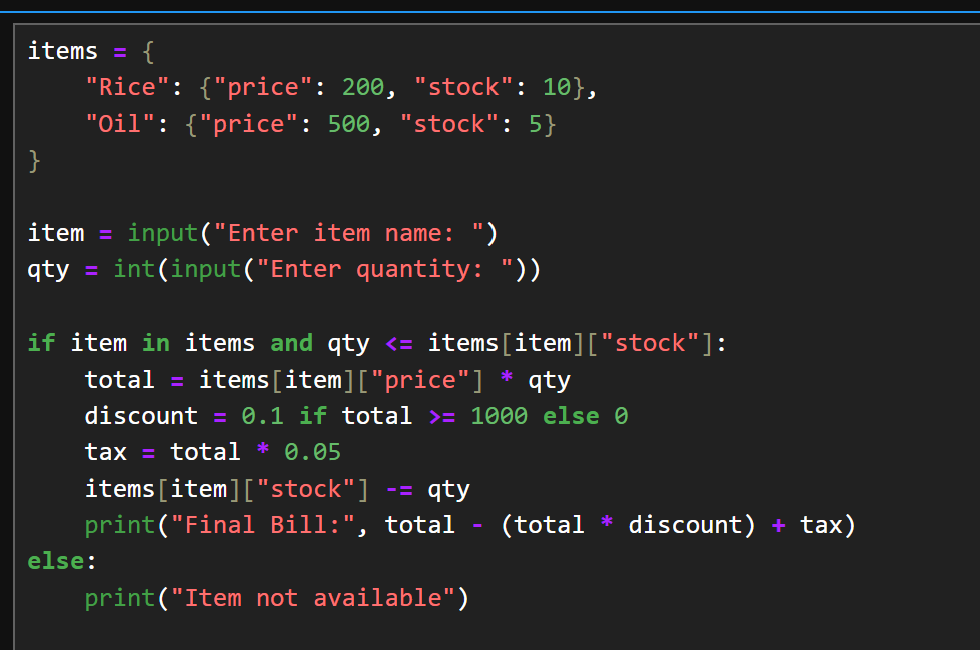 items = {
    "Rice": {"price": 200, "stock": 10},
    "Oil": {"price": 500, "stock": 5}
}

item = input("Enter item name: ")
qty = int(input("Enter quantity: "))

if item in items and qty <= items[item]["stock"]:
    total = items[item]["price"] * qty
    discount = 0.1 if total >= 1000 else 0
    tax = total * 0.05
    items[item]["stock"] -= qty
    print("Final Bill:", total - (total * discount) + tax)
else:
    print("Item not available")